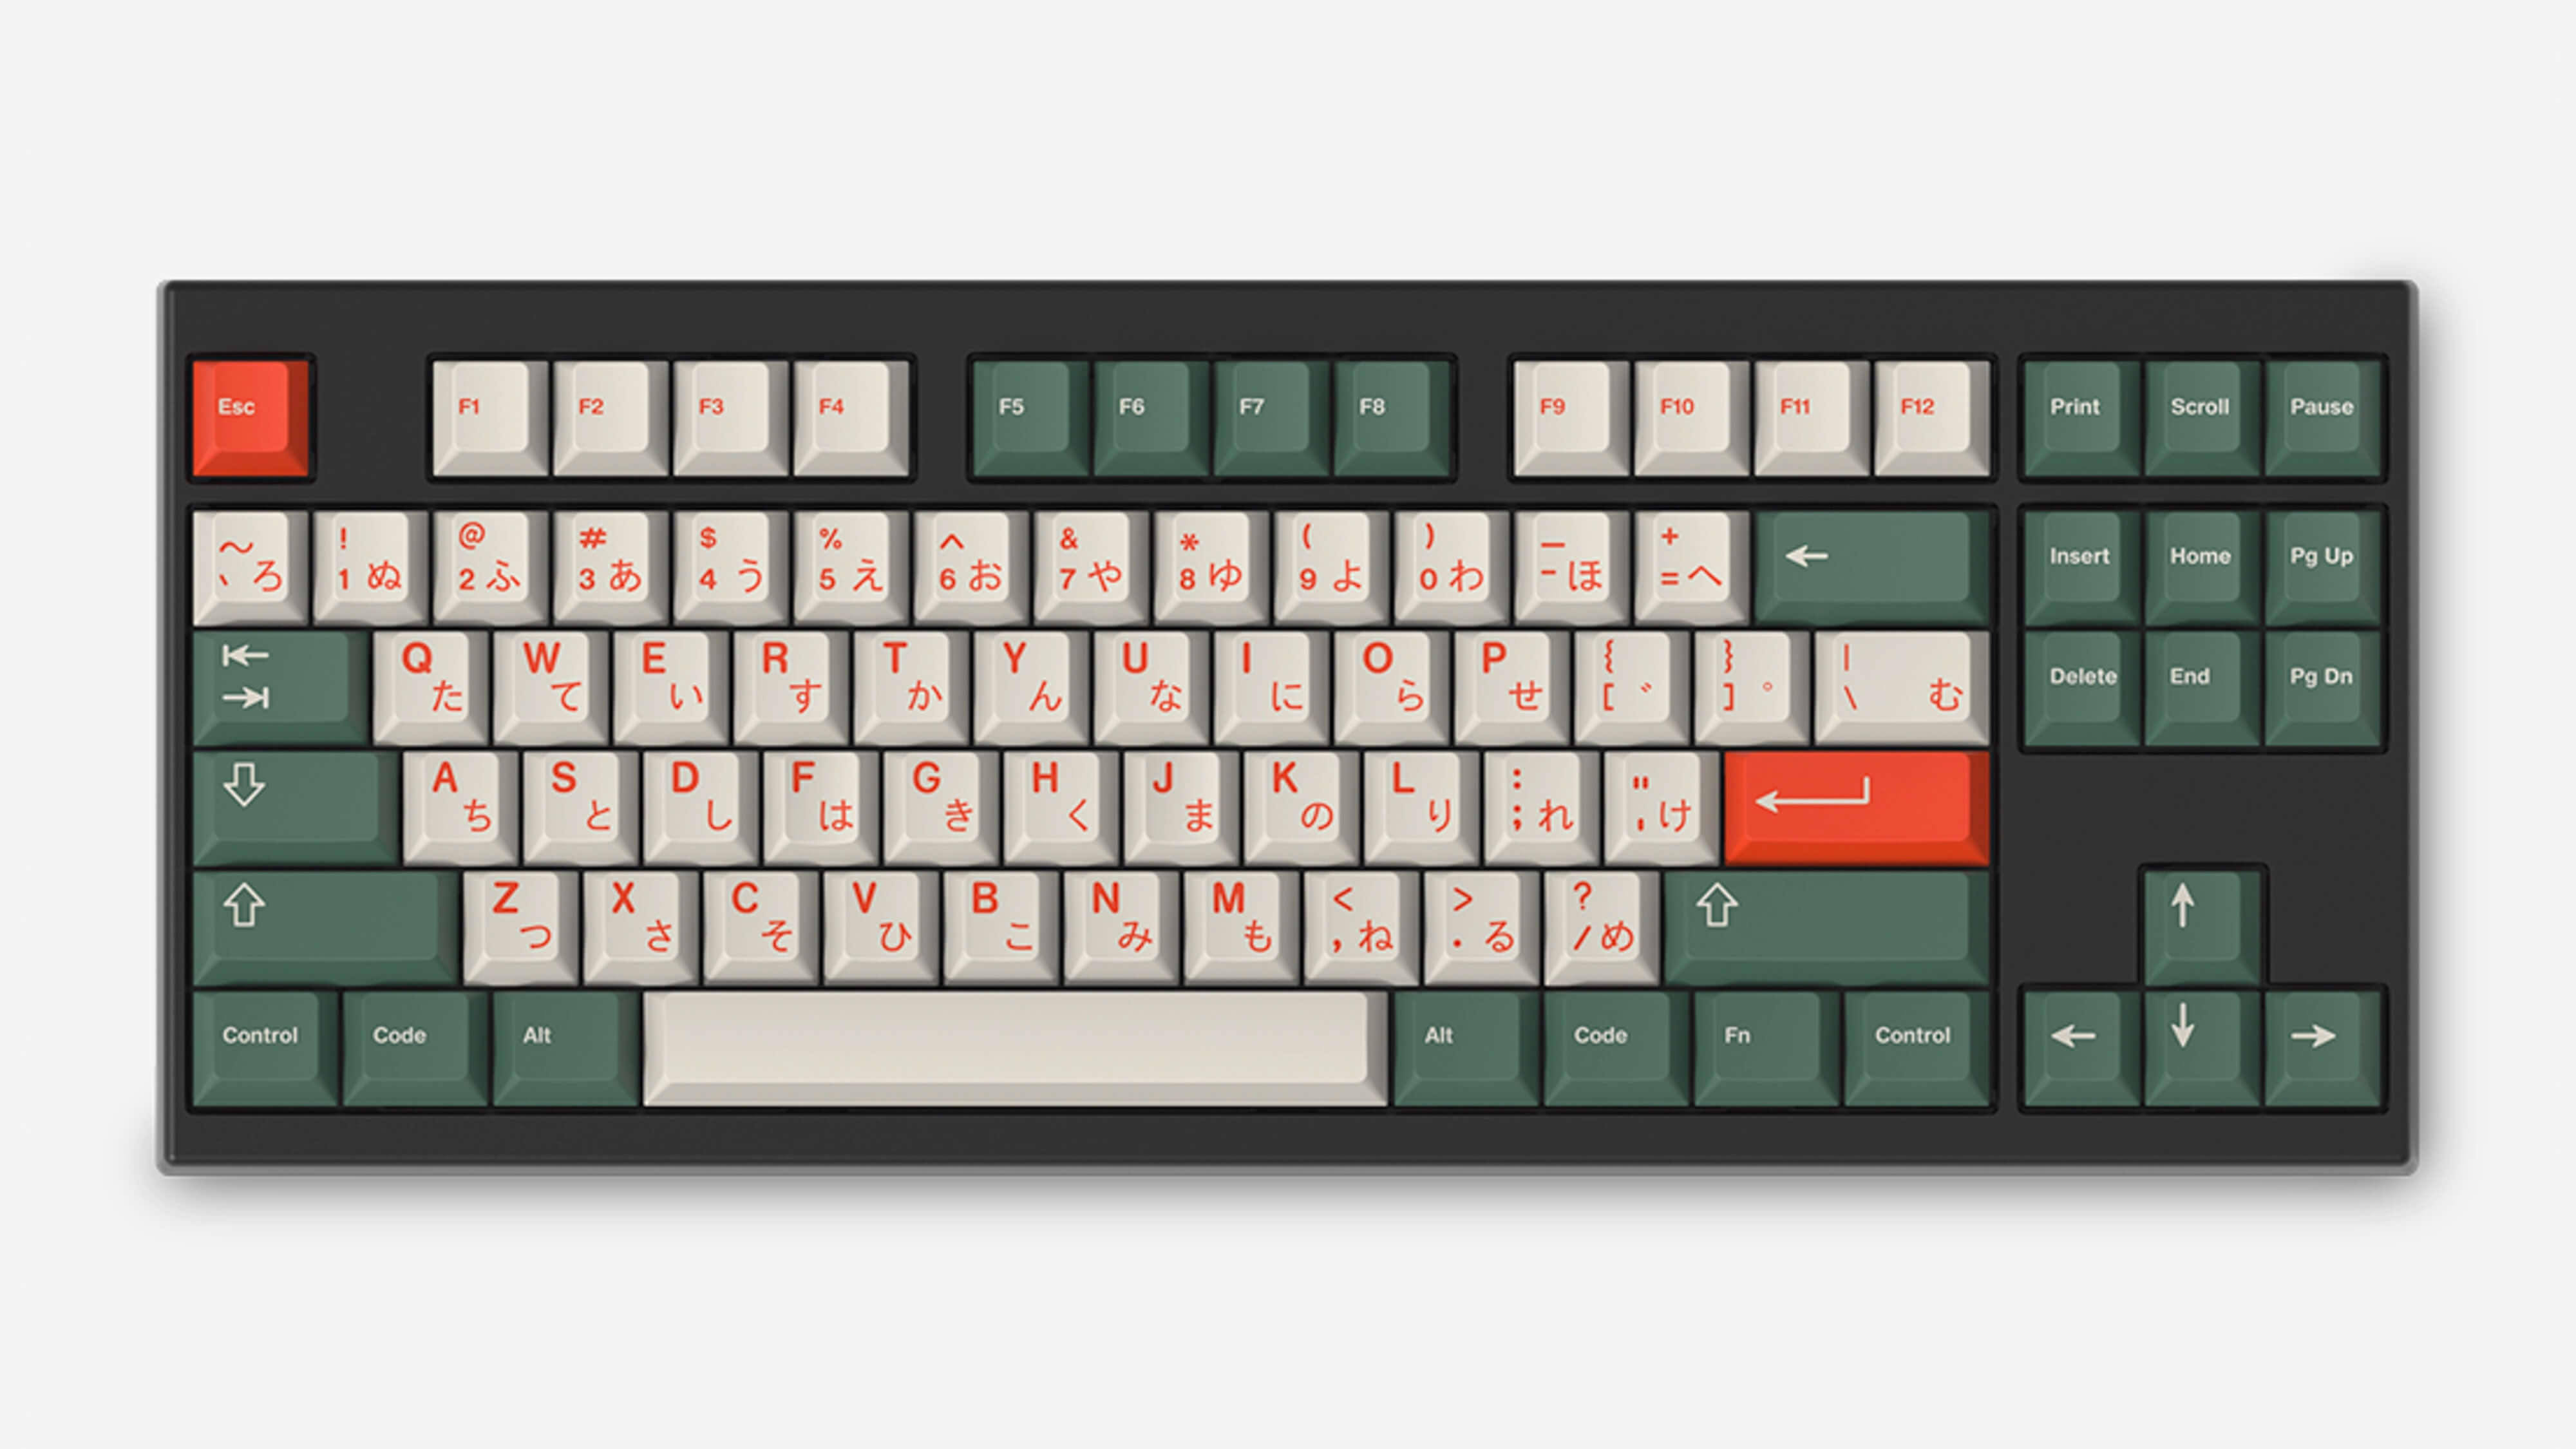 Esc F1 F2 F3 F4 F5 F6 F7 F8 F9 F10 F11 F12 Print Scroll Pause
~ ! @ # $ % ^ & * ( ) _ +
` ろ 1 ぬ 2 ふ 3 あ 4 う 5 え 6 お 7 や 8 ゆ 9 よ 0 わ - ほ = へ ← Insert Home Pg Up
⇤ Q W E R T Y U I O P { } |
⇥ た て い す か ん な に ら せ [ ゛ ] ゜ \ む Delete End Pg Dn
⇩ A S D F G H J K L : "
ち と し は き く ま の り ; れ ' け ↵
⇧ Z X C V B N M < > ? ⇧ ↑
つ さ そ ひ こ み も , ね . る / め
Control Code Alt Alt Code Fn Control ← ↓ →